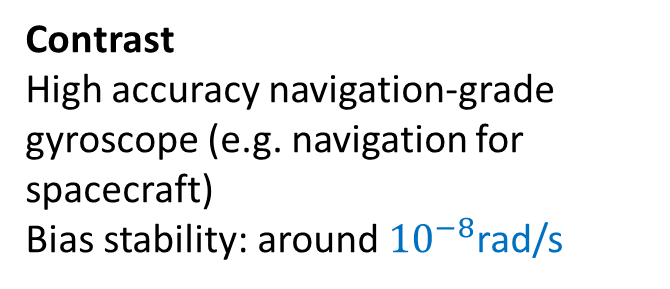 Contrast
High accuracy navigation-grade
gyroscope (e.g. navigation for
spacecraft)
Bias stability: around 10⁻⁸rad/s